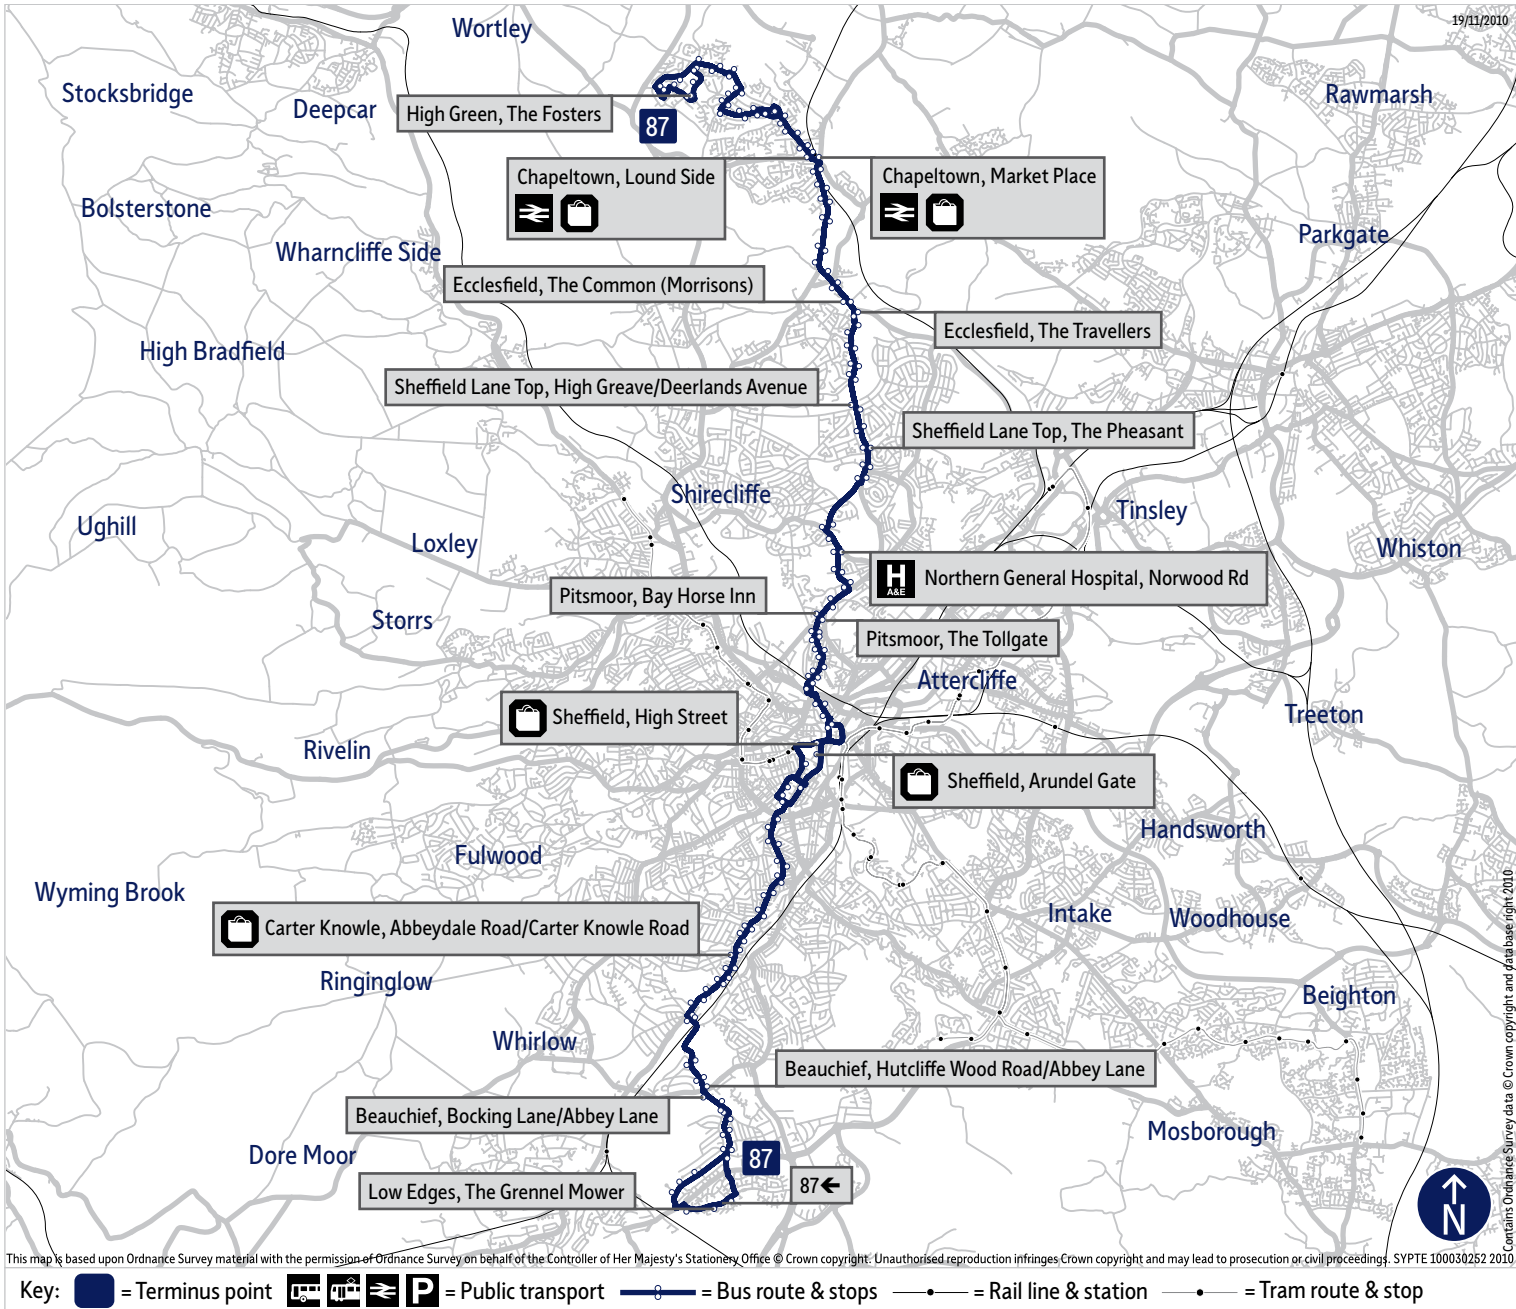 19/11/2010
Wortley
Stocksbridge
Deepcar
Rawmarsh
High Green, The Fosters
87
Chapeltown, Lound Side
Chapeltown, Market Place
Bolsterstone
Parkgate
Wharncliffe Side
Ecclesfield, The Common (Morrisons)
Ecclesfield, The Travellers
High Bradfield
Sheffield Lane Top, High Greave/Deerlands Avenue
Sheffield Lane Top, The Pheasant
Shirecliffe
Tinsley
Ughill
Loxley
Whiston
H
A&E
Northern General Hospital, Norwood Rd
Pitsmoor, Bay Horse Inn
Storrs
Pitsmoor, The Tollgate
Attercliffe
Sheffield, High Street
Treeton
Rivelin
Sheffield, Arundel Gate
Handsworth
Fulwood
Wyming Brook
Intake
Woodhouse
Carter Knowle, Abbeydale Road/Carter Knowle Road
Ringinglow
Beighton
Whirlow
Beauchief, Hutcliffe Wood Road/Abbey Lane
Beauchief, Bocking Lane/Abbey Lane
Mosborough
Dore Moor
87
87←
Low Edges, The Grennel Mower
N
Contains Ordnance Survey data © Crown copyright and database right 2010
This map is based upon Ordnance Survey material with the permission of Ordnance Survey on behalf of the Controller of Her Majesty's Stationery Office © Crown copyright. Unauthorised reproduction infringes Crown copyright and may lead to prosecution or civil proceedings. SYPTE 100030252 2010
Key: = Terminus point P = Public transport = Bus route & stops = Rail line & station = Tram route & stop